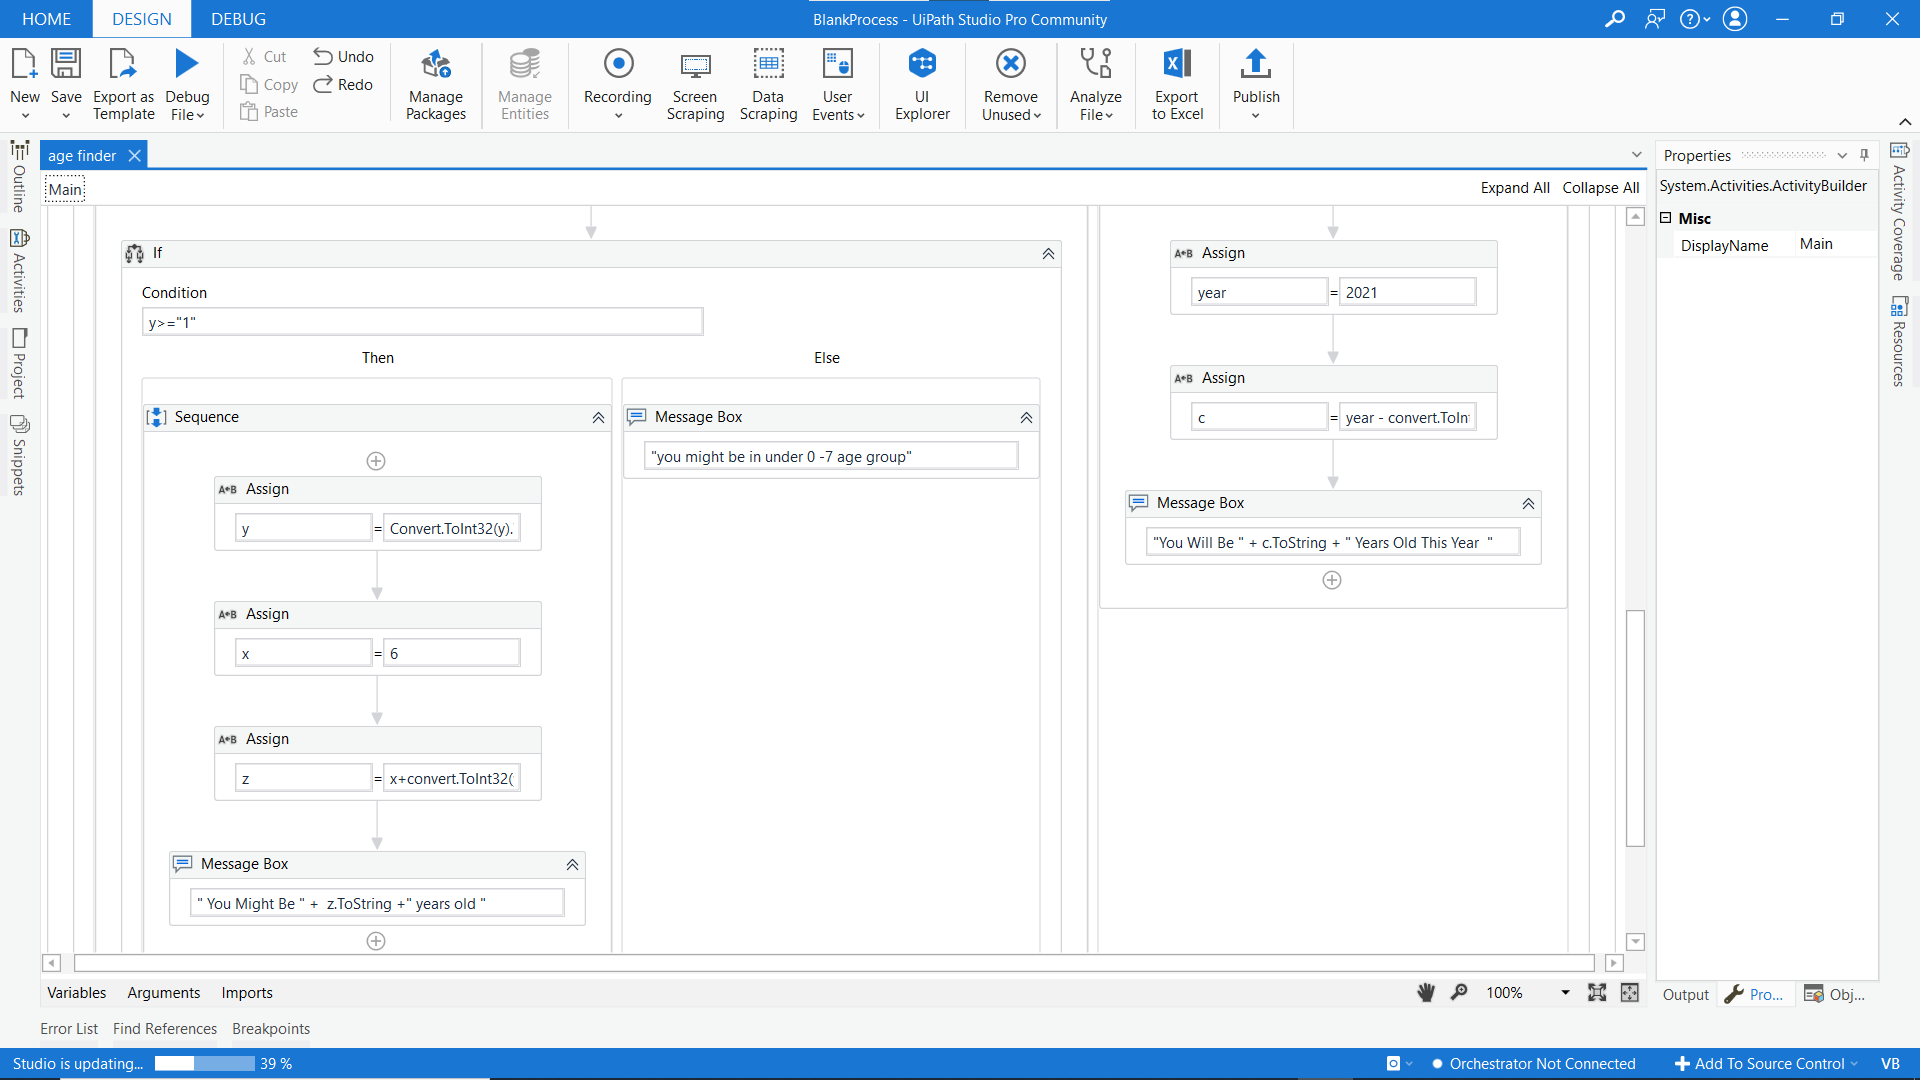 HOME DESIGN DEBUG
BlankProcess - UiPath Studio Pro Community
New
Save
Export as
Template
Debug
File
Cut
Copy
Paste
Undo
Redo
Manage
Packages
Manage
Entities
Recording
Screen
Scraping
Data
Scraping
User
Events
UI
Explorer
Remove
Unused
Analyze
File
Export
to Excel
Publish
Outline
Activities
Project
Snippets
age finder
Main
Expand All Collapse All
If
Condition
y>="1"
Then
Else
Sequence
Assign
y = Convert.ToInt32(y).
Assign
x = 6
Assign
z = x+convert.ToInt32(
Message Box
" You Might Be " +  z.ToString +" years old "
Message Box
"you might be in under 0 -7 age group"
Assign
year = 2021
Assign
c = year - convert.ToIn
Message Box
"You Will Be " + c.ToString + " Years Old This Year  "
Properties
System.Activities.ActivityBuilder
Misc
DisplayName Main
Activity Coverage
Resources
Variables Arguments Imports
100%
Output Pro... Obj...
Error List Find References Breakpoints
Studio is updating... 39 %
Orchestrator Not Connected
Add To Source Control
VB